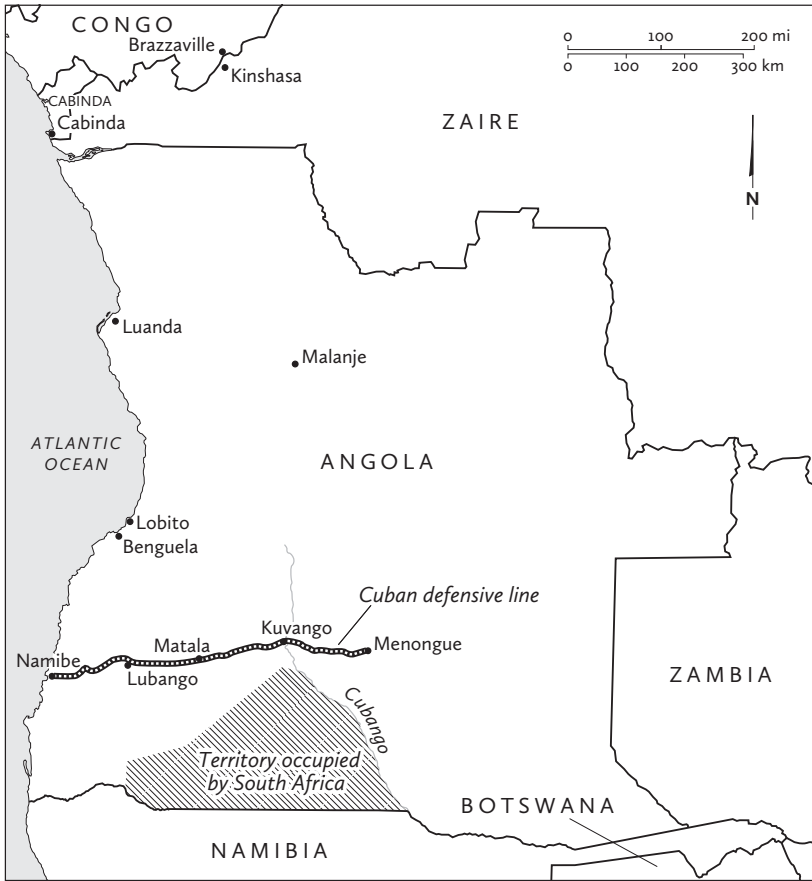 CONGO
Brazzaville
Kinshasa
0 100 200 mi
0 100 200 300 km
CABINDA
Cabinda
ZAIRE
N
Luanda
Malanje
ATLANTIC
OCEAN
ANGOLA
Lobito
Benguela
Cuban defensive line
Kuvango
Matala
Menongue
Namibe
Lubango
ZAMBIA
Cubango
Territory occupied
by South Africa
BOTSWANA
NAMIBIA